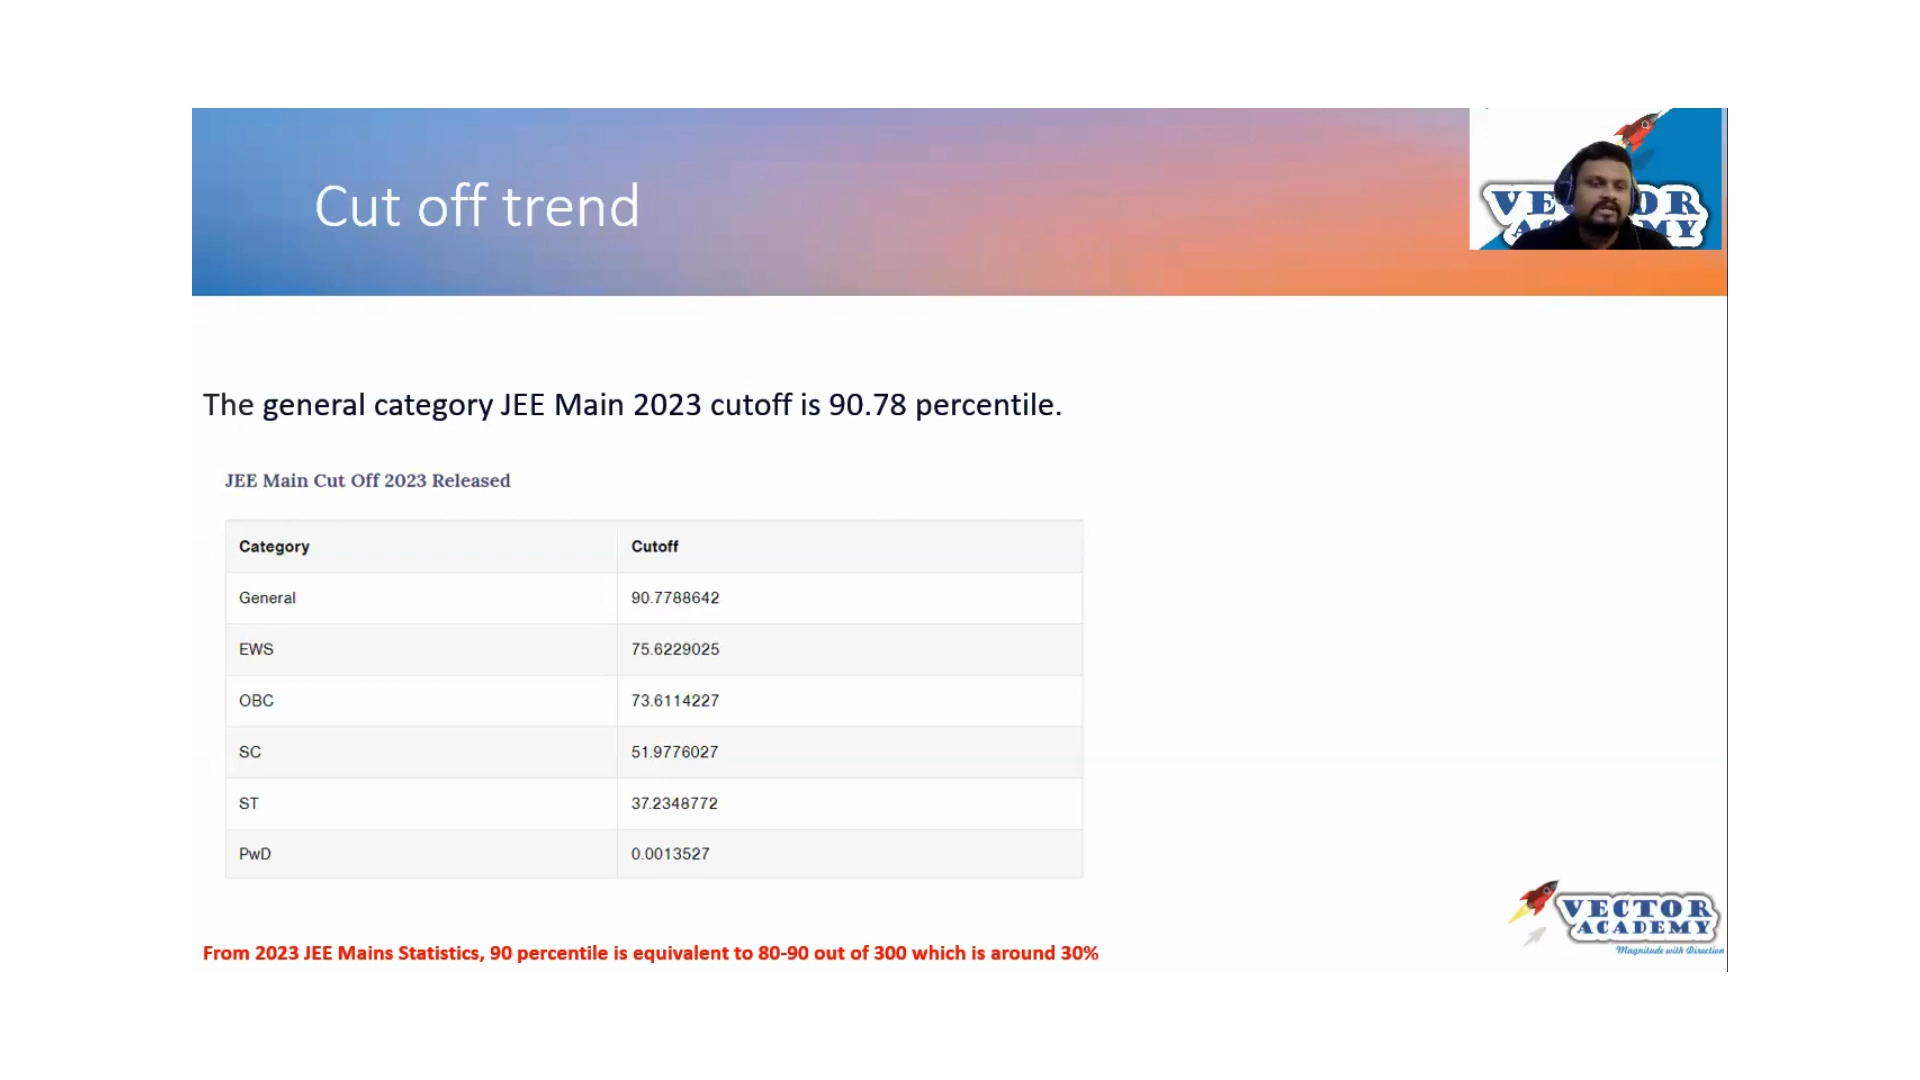 Cut off trend
The general category JEE Main 2023 cutoff is 90.78 percentile.
JEE Main Cut Off 2023 Released
Category Cutoff
General 90.7788642
EWS 75.6229025
OBC 73.6114227
SC 51.9776027
ST 37.2348772
PwD 0.0013527
VECTOR
ACADEMY
Magnitude with Direction
From 2023 JEE Mains Statistics, 90 percentile is equivalent to 80-90 out of 300 which is around 30%